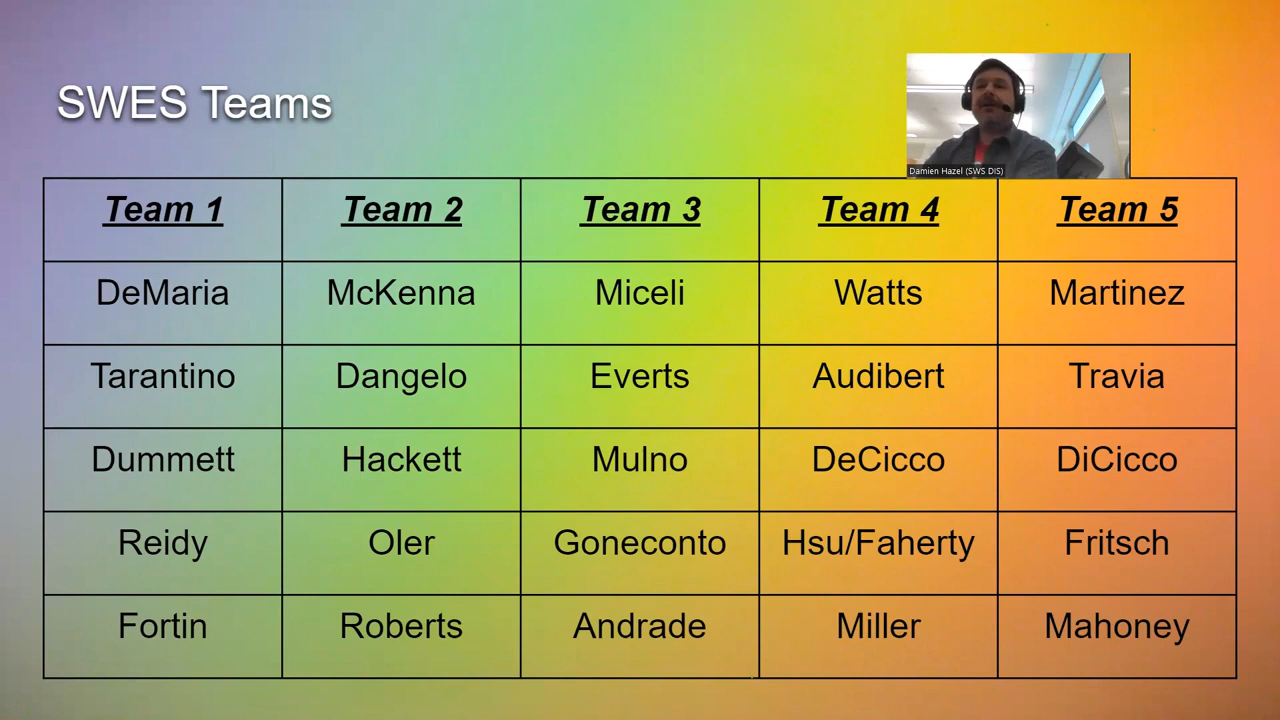 SWES Teams
Damien Hazel (SWS DIS)
Team 1 Team 2 Team 3 Team 4 Team 5
DeMaria McKenna Miceli Watts Martinez
Tarantino Dangelo Everts Audibert Travia
Dummett Hackett Mulno DeCicco DiCicco
Reidy Oler Goneconto Hsu/Faherty Fritsch
Fortin Roberts Andrade Miller Mahoney